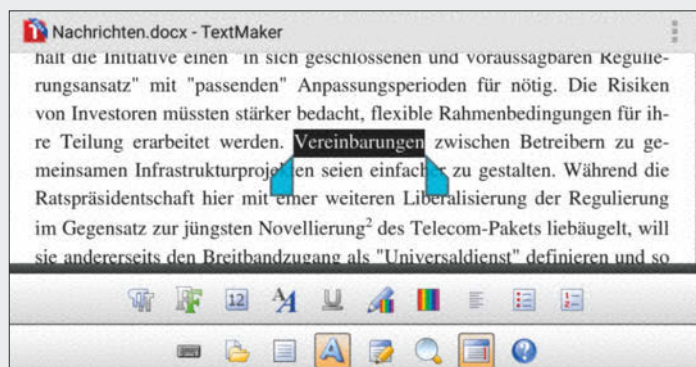 Nachrichten.docx - TextMaker
hält die Initiative einen "in sich geschlossenen und voraussagbaren Regulie-
rungsansatz" mit "passenden" Anpassungsperioden für nötig. Die Risiken
von Investoren müssten stärker bedacht, flexible Rahmenbedingungen für ih-
re Teilung erarbeitet werden. Vereinbarungen zwischen Betreibern zu ge-
meinsamen Infrastrukturprojekten seien einfacher zu gestalten. Während die
Ratspräsidentschaft hier mit einer weiteren Liberalisierung der Regulierung
im Gegensatz zur jüngsten Novellierung² des Telecom-Pakets liebäugelt, will
sie andererseits den Breitbandzugang als "Universaldienst" definieren und so
12